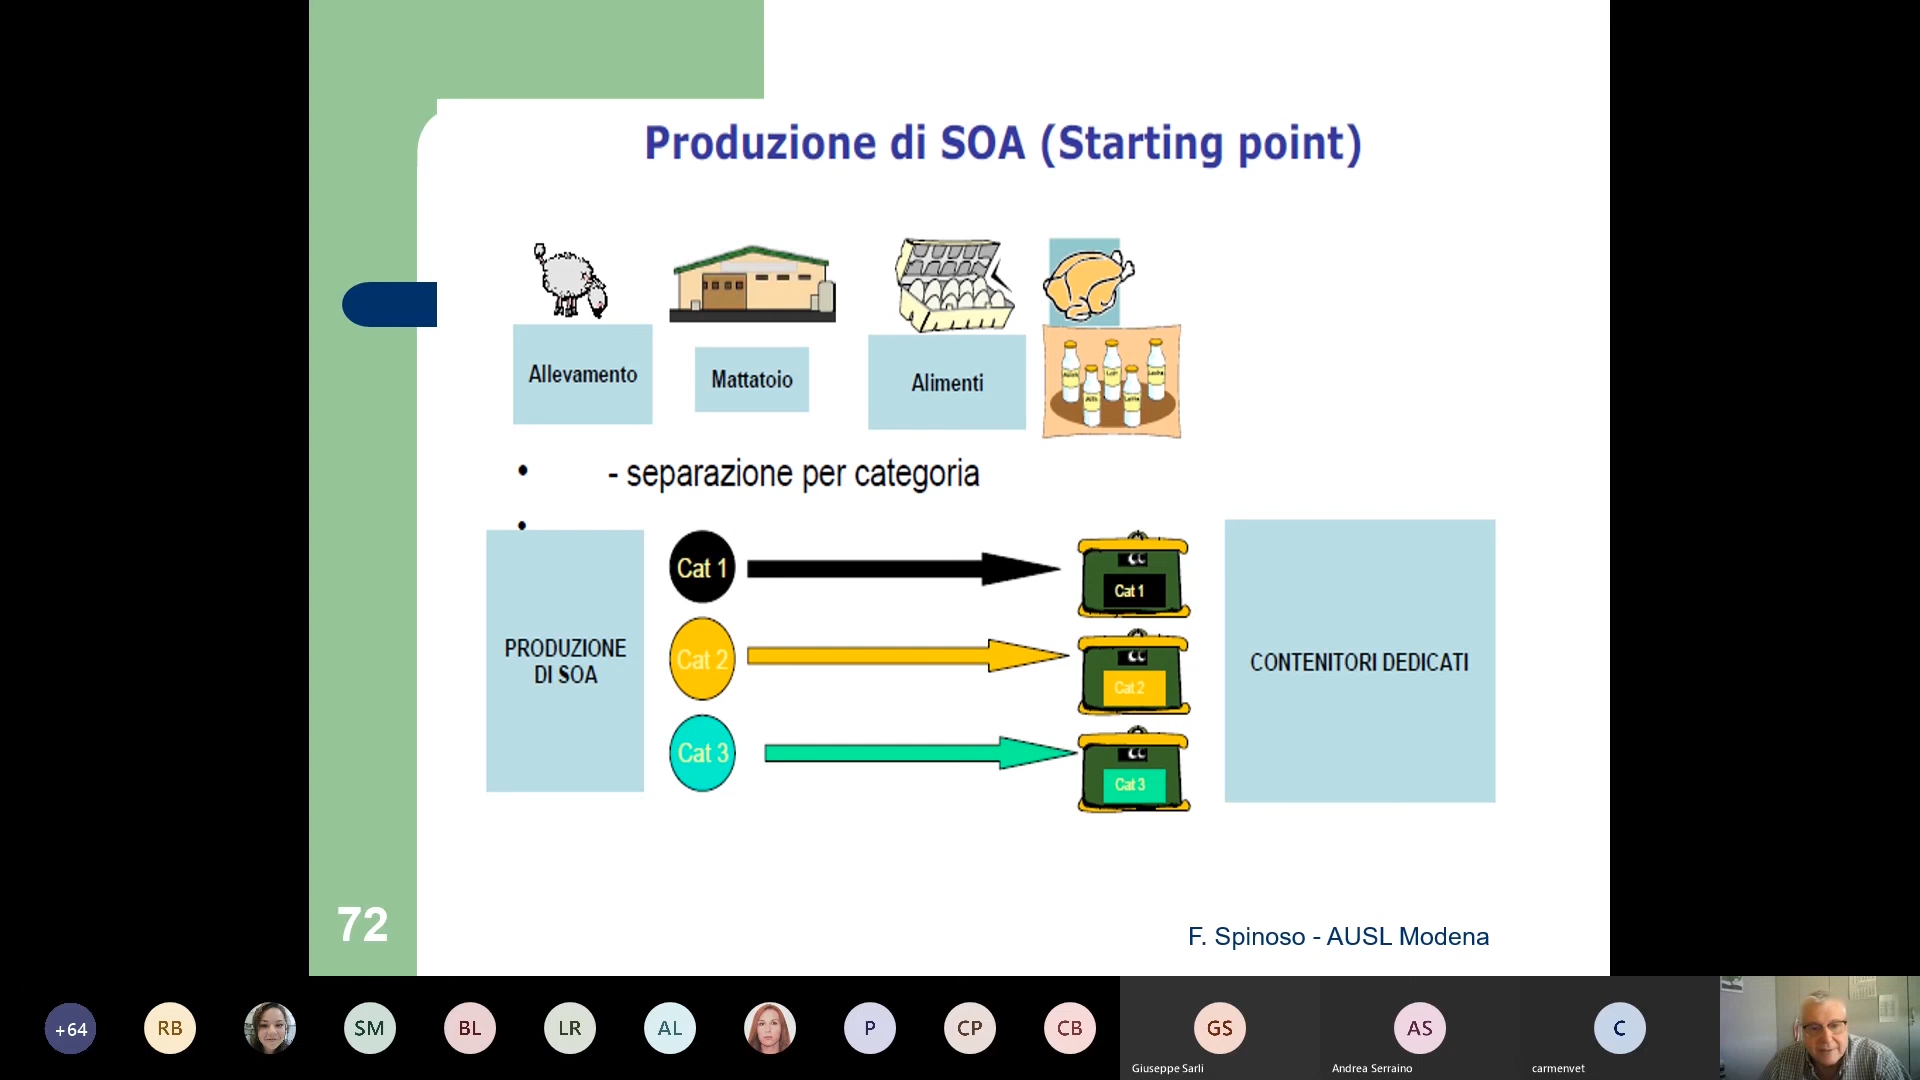 Produzione di SOA (Starting point)
Allevamento
Mattatoio
Alimenti
• - separazione per categoria
•
PRODUZIONE
DI SOA
Cat 1
Cat 1
Cat 2
Cat 2
Cat 3
Cat 3
CONTENITORI DEDICATI
72
F. Spinoso - AUSL Modena
+64
RB
SM
BL
LR
AL
P
CP
CB
GS
Giuseppe Sarli
AS
Andrea Serraino
C
carmenvet